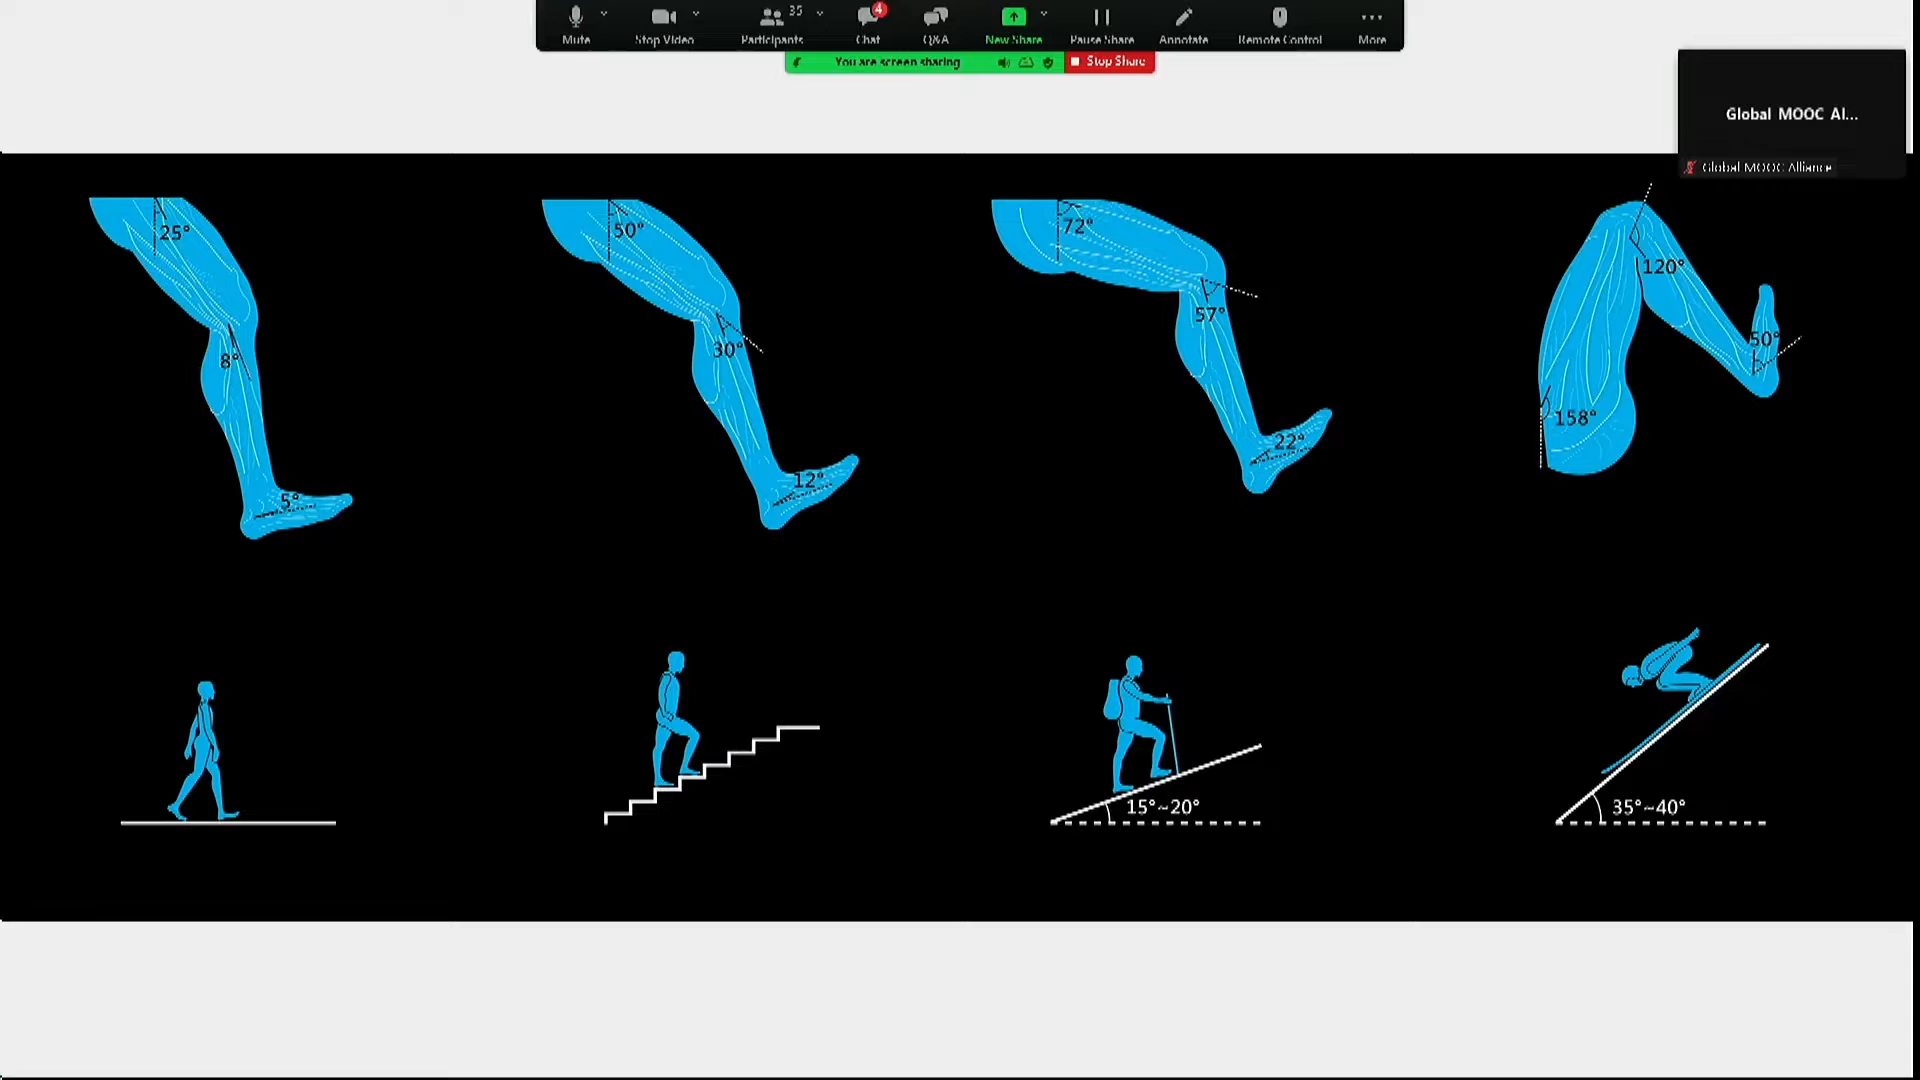 35
4
Mute
Stop Video
Participants
Chat
Q&A
New Share
Pause Share
Annotate
Remote Control
More
You are screen sharing
Stop Share
Global MOOC Al...
Global MOOC Alliance
25°
50°
72°
120°
8°
30°
57°
50°
5°
12°
22°
158°
15°~20°
35°~40°